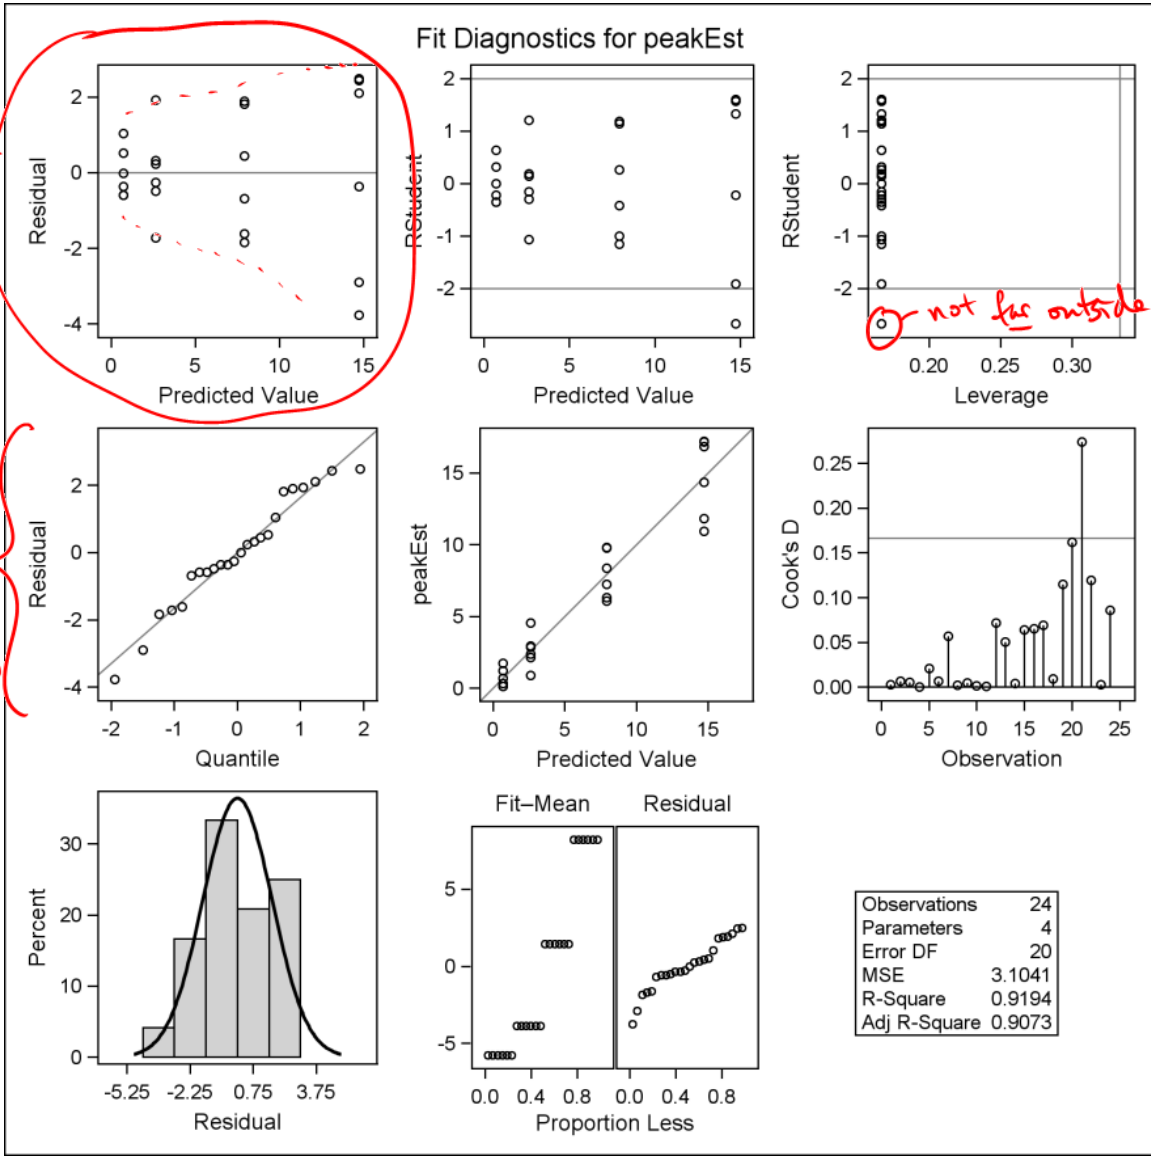 Fit Diagnostics for peakEst
Residual
2
0
-2
-4
0 5 10 15
Predicted Value
RStudent
2
1
0
-1
-2
0 5 10 15
Predicted Value
RStudent
2
1
0
-1
-2
not far outside
0.20 0.25 0.30
Leverage
Residual
2
0
-2
-4
-2 -1 0 1 2
Quantile
peakEst
15
10
5
0
0 5 10 15
Predicted Value
Cook's D
0.25
0.20
0.15
0.10
0.05
0.00
0 5 10 15 20 25
Observation
Percent
30
20
10
0
-5.25 -2.25 0.75 3.75
Residual
Fit–Mean Residual
5
0
-5
0.0 0.4 0.8 0.0 0.4 0.8
Proportion Less
Observations 24
Parameters 4
Error DF 20
MSE 3.1041
R-Square 0.9194
Adj R-Square 0.9073